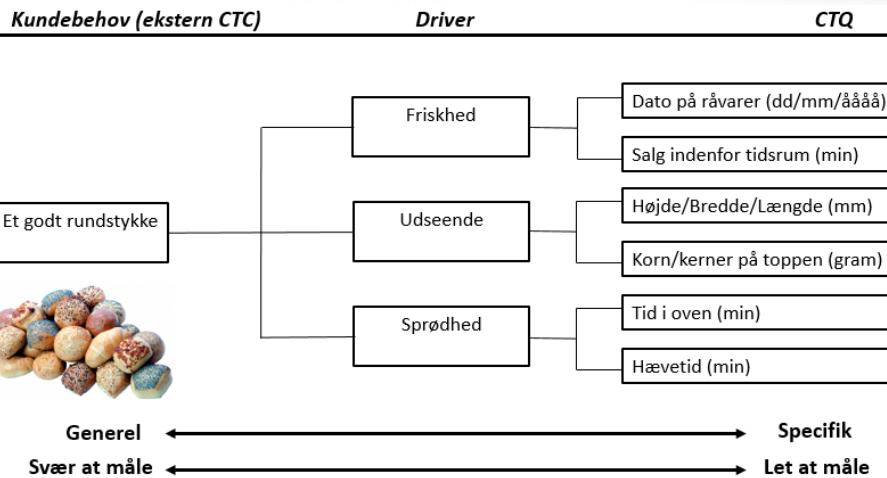 Kundebehov (ekstern CTC) Driver CTQ
Friskhed
Dato på råvarer (dd/mm/åååå)
Salg indenfor tidsrum (min)
Et godt rundstykke
Udseende
Højde/Bredde/Længde (mm)
Korn/kerner på toppen (gram)
Sprødhed
Tid i oven (min)
Hævetid (min)
Generel Specifik
Svær at måle Let at måle